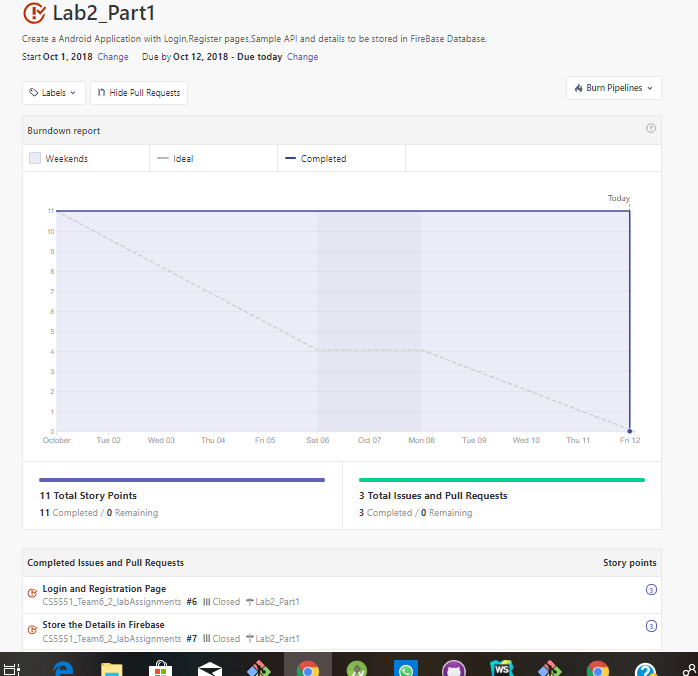 Lab2_Part1
Create a Android Application with Login,Register pages,Sample API and details to be stored in FireBase Database.
Start Oct 1, 2018 Change Due by Oct 12, 2018 - Due today Change
Labels Hide Pull Requests Burn Pipelines
Burndown report
Weekends Ideal Completed
Today
11
10
9
8
7
6
5
4
3
2
1
0
October Tue 02 Wed 03 Thu 04 Fri 05 Sat 06 Oct 07 Mon 08 Tue 09 Wed 10 Thu 11 Fri 12
11 Total Story Points 3 Total Issues and Pull Requests
11 Completed / 0 Remaining 3 Completed / 0 Remaining
Completed Issues and Pull Requests Story points
Login and Registration Page 3
CS5551_Team6_2_labAssignments #6 Closed Lab2_Part1
Store the Details in Firebase 3
CS5551_Team6_2_labAssignments #7 Closed Lab2_Part1
WS